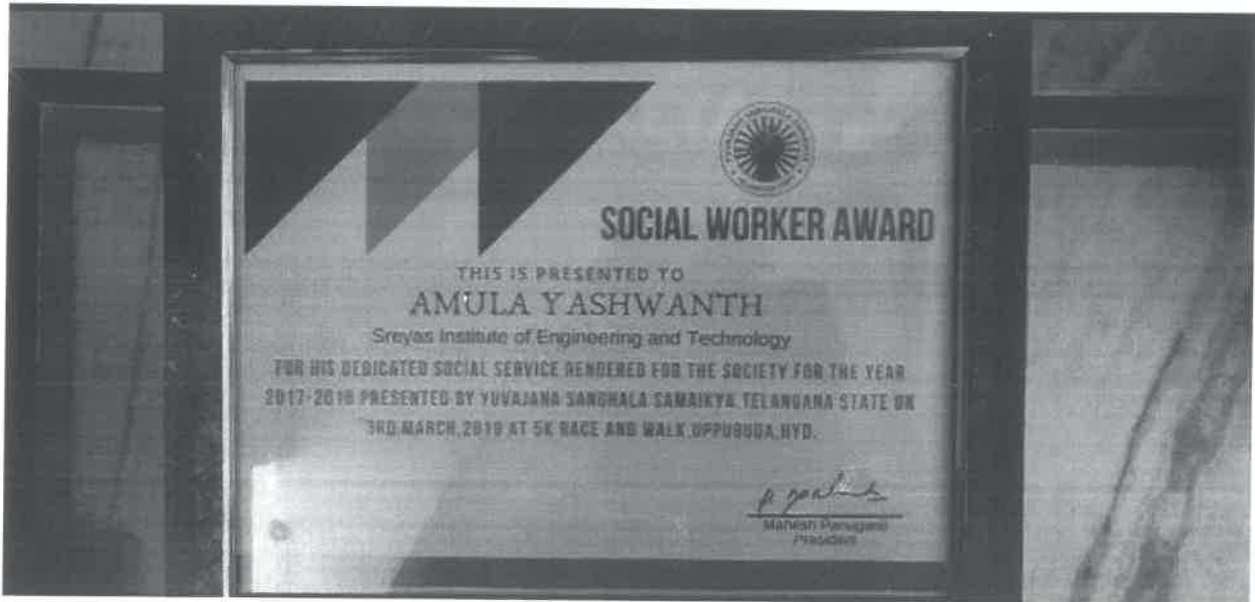 SOCIAL WORKER AWARD
THIS IS PRESENTED TO
AMULA YASHWANTH
Sreyas Institute of Engineering and Technology
FOR HIS DEDICATED SOCIAL SERVICE RENDERED FOR THE SOCIETY FOR THE YEAR
2017-2018 PRESENTED BY YUVAJANA SANGHALA SAMAIKYA, TELANGANA STATE ON
3RD MARCH,2019 AT 5K RACE AND WALK,UPPUGUDA,HYD.
Mahesh
President